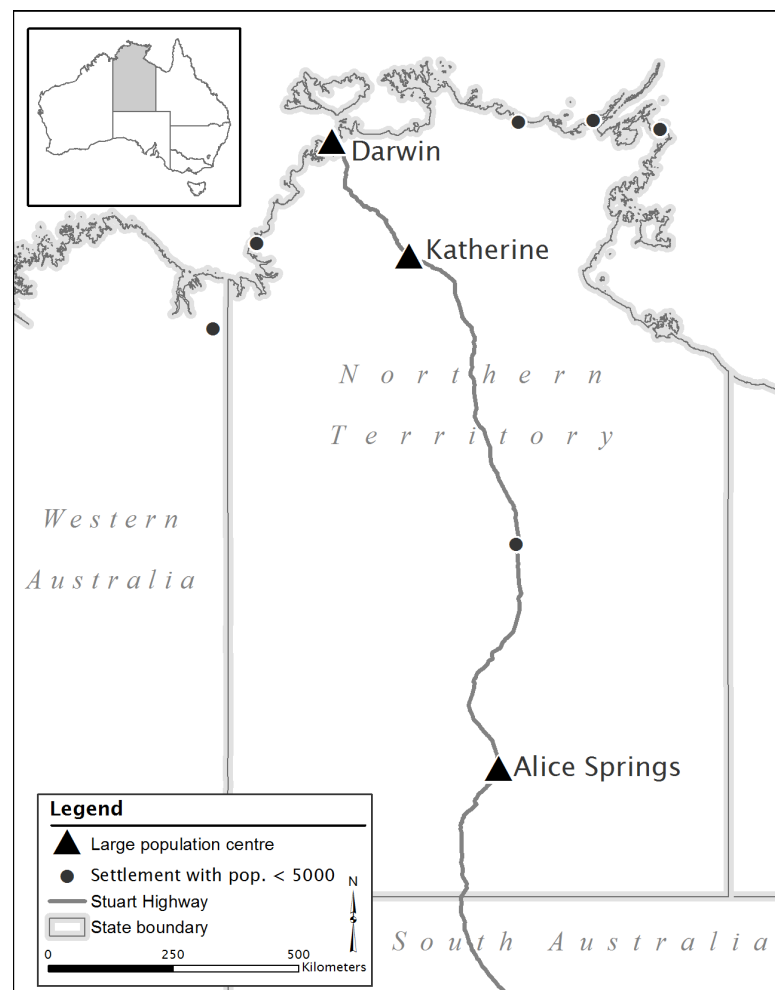 Darwin
Katherine
Northern
Territory
Western
Australia
Alice Springs
Legend
Large population centre
Settlement with pop. < 5000
N
Stuart Highway
State boundary
0 250 500
Kilometers
South Australia